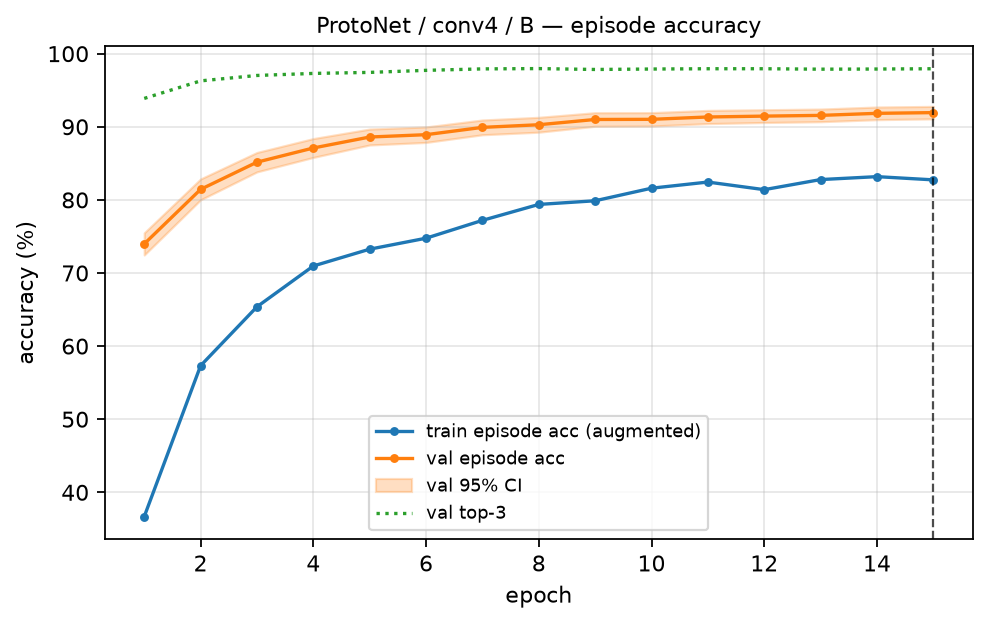 ProtoNet / conv4 / B — episode accuracy
accuracy (%)
100
90
80
70
60
50
40
train episode acc (augmented)
val episode acc
val 95% CI
val top-3
2 4 6 8 10 12 14
epoch